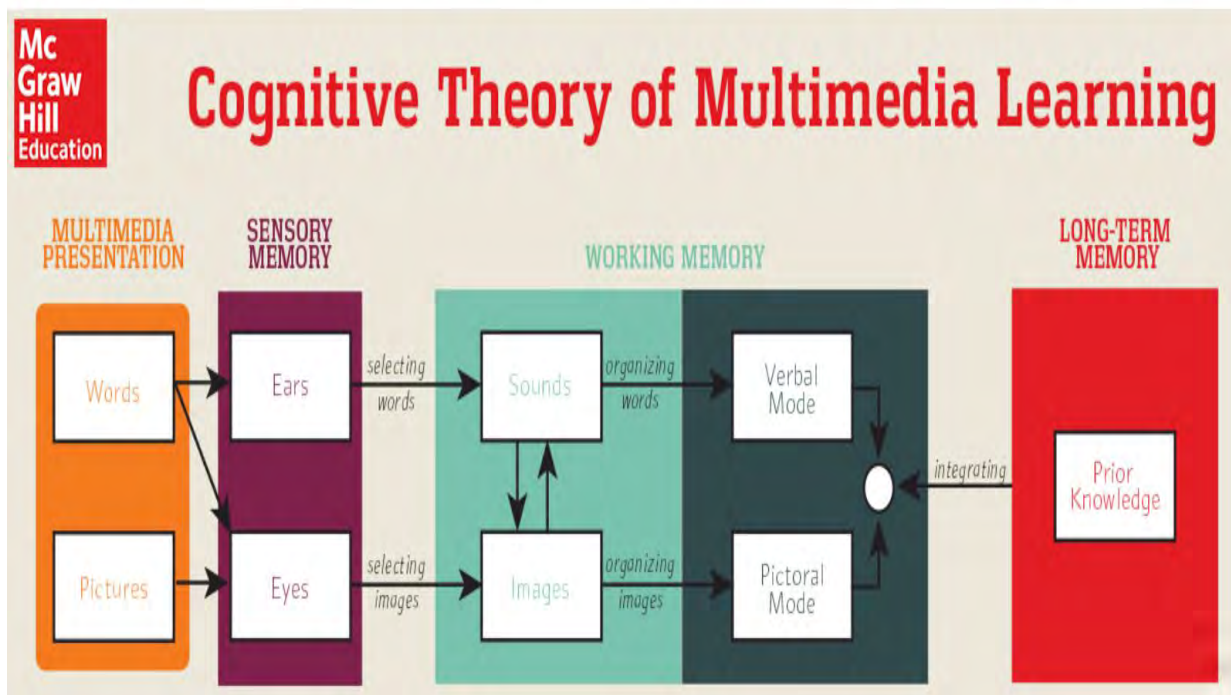 Mc
Graw
Hill
Education
Cognitive Theory of Multimedia Learning
MULTIMEDIA
PRESENTATION
SENSORY
MEMORY
WORKING MEMORY
LONG-TERM
MEMORY
Words
Ears
selecting
words
Sounds
organizing
words
Verbal
Mode
integrating
Prior
Knowledge
Pictures
Eyes
selecting
images
Images
organizing
images
Pictoral
Mode